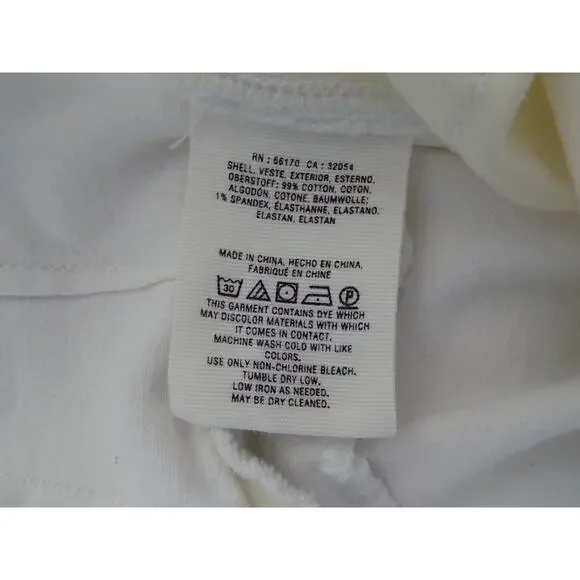 RN : 66170 CA : 32054
SHELL, VESTE, EXTERIOR, ESTERNO,
OBERSTOFF: 99% COTTON, COTON,
ALGODÓN, COTONE, BAUMWOLLE;
1% SPANDEX, ÉLASTHANNE, ELASTANO,
ELASTAN, ELASTAN
MADE IN CHINA, HECHO EN CHINA,
FABRIQUÉ EN CHINE
30 P
THIS GARMENT CONTAINS DYE WHICH
MAY DISCOLOR MATERIALS WITH WHICH
IT COMES IN CONTACT.
MACHINE WASH COLD WITH LIKE
COLORS.
USE ONLY NON-CHLORINE BLEACH.
TUMBLE DRY LOW.
LOW IRON AS NEEDED.
MAY BE DRY CLEANED.